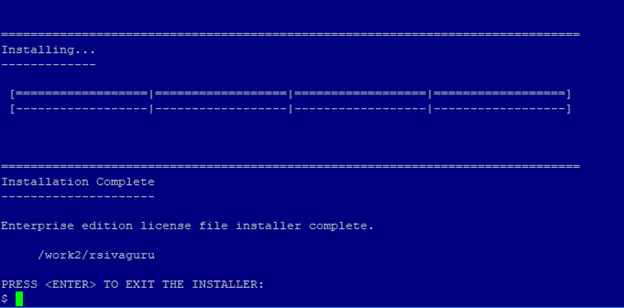 ===============================================================================
Installing...
-------------
[==================|==================|==================|==================]
[------------------|------------------|------------------|------------------]
===============================================================================
Installation Complete
---------------------
Enterprise edition license file installer complete.
/work2/rsivaguru
PRESS <ENTER> TO EXIT THE INSTALLER:
$